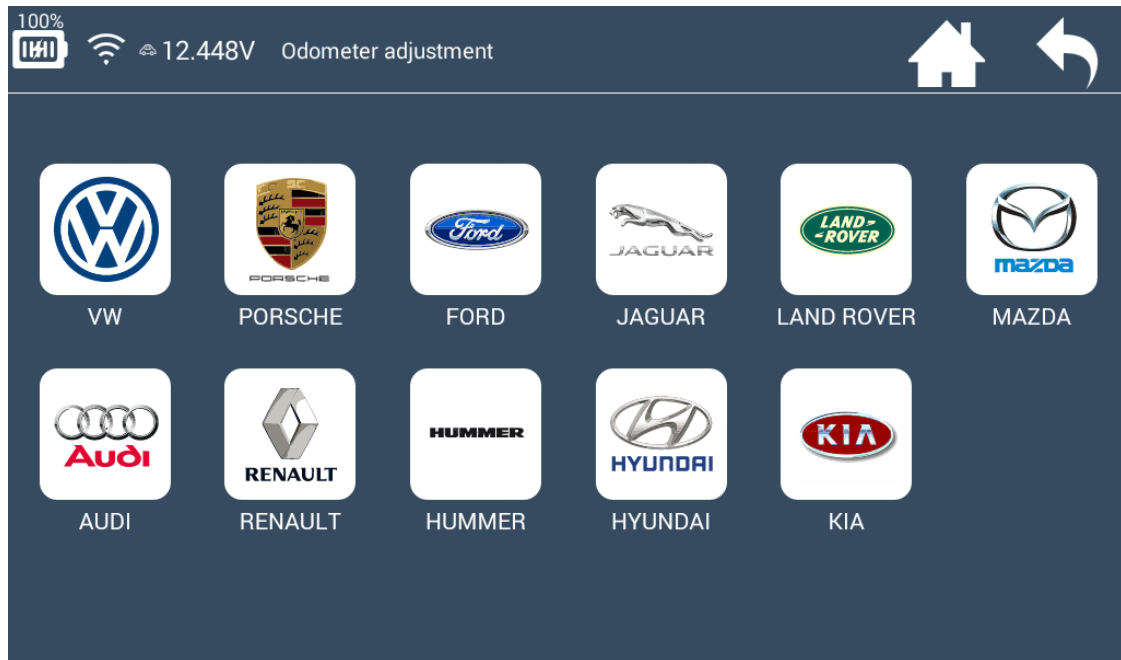 100%
12.448V Odometer adjustment
PORSCHE
Ford
JAGUAR
LAND-
-ROVER
mazda
VW PORSCHE FORD JAGUAR LAND ROVER MAZDA
Audi
RENAULT
HUMMER
HYUNDAI
KIA
AUDI RENAULT HUMMER HYUNDAI KIA